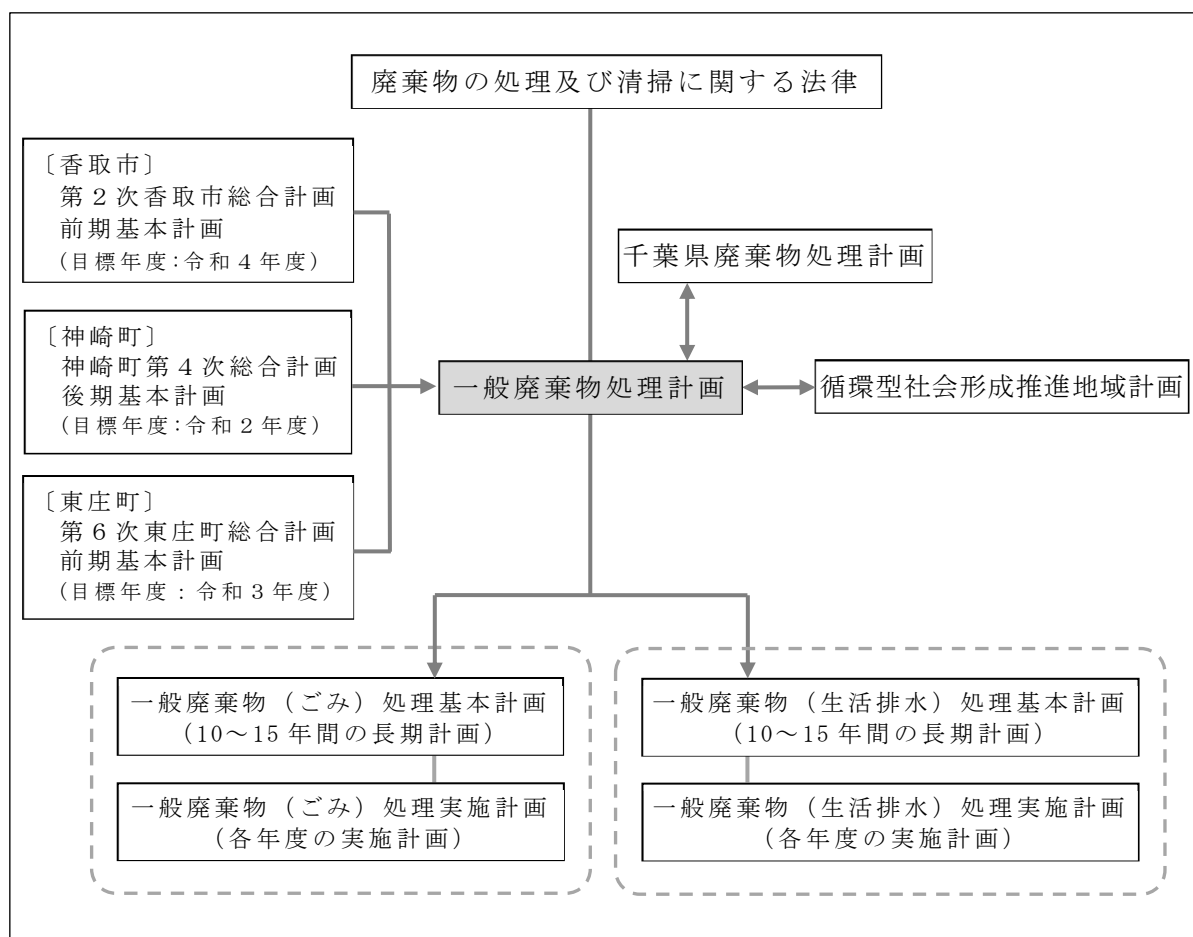 廃棄物の処理及び清掃に関する法律
〔香取市〕
第２次香取市総合計画
前期基本計画
(目標年度:令和４年度)
〔神崎町〕
神崎町第４次総合計画
後期基本計画
(目標年度:令和２年度)
〔東庄町〕
第６次東庄町総合計画
前期基本計画
(目標年度:令和３年度)
千葉県廃棄物処理計画
一般廃棄物処理計画
循環型社会形成推進地域計画
一般廃棄物（ごみ）処理基本計画
(10～15年間の長期計画)
一般廃棄物（ごみ）処理実施計画
(各年度の実施計画)
一般廃棄物（生活排水）処理基本計画
(10～15年間の長期計画)
一般廃棄物（生活排水）処理実施計画
(各年度の実施計画)